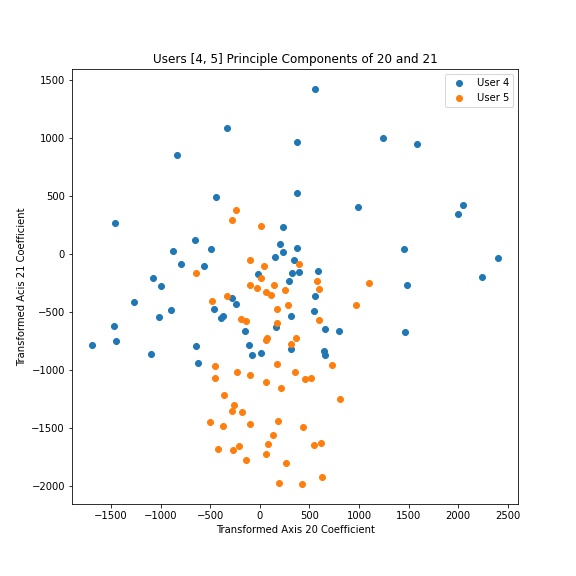 Users [4, 5] Principle Components of 20 and 21
User 4
User 5
1500
1000
500
0
−500
−1000
−1500
−2000
Transformed Acis 21 Coefficient
−1500 −1000 −500 0 500 1000 1500 2000 2500
Transformed Axis 20 Coefficient